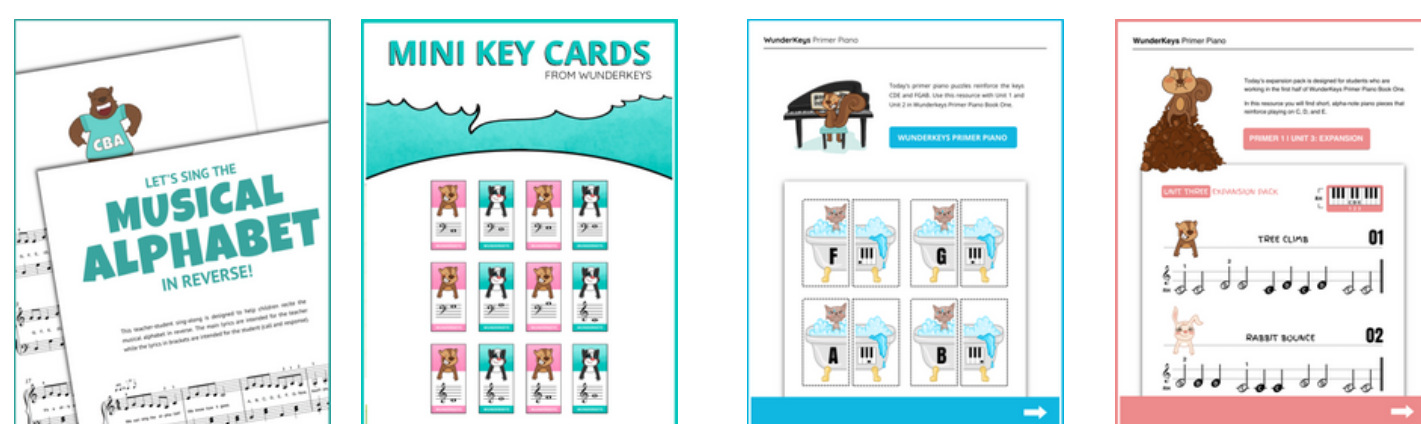 CBA
LET'S SING THE
MUSICAL
ALPHABET
IN REVERSE!
This teacher-student sing-along is designed to help children recite the
musical alphabet in reverse. The main lyrics are intended for the teacher
while the lyrics in brackets are intended for the student (call and response).
MINI KEY CARDS
FROM WUNDERKEYS
WunderKeys Primer Piano
Today's primer piano puzzles reinforce the keys
CDE and FGAB. Use this resource with Unit 1 and
Unit 2 in Wunderkeys Primer Piano Book One.
WUNDERKEYS PRIMER PIANO
F
G
A
B
WunderKeys Primer Piano
Today's expansion pack is designed for students who are
working in the first half of WunderKeys Primer Piano Book One.
In this resource you will find short, alpha-note piano pieces that
reinforce playing on C, D, and E.
PRIMER 1 | UNIT 3: EXPANSION
UNIT THREE EXPANSION PACK
RH
TREE CLIMB 01
RH
RABBIT BOUNCE 02
RH